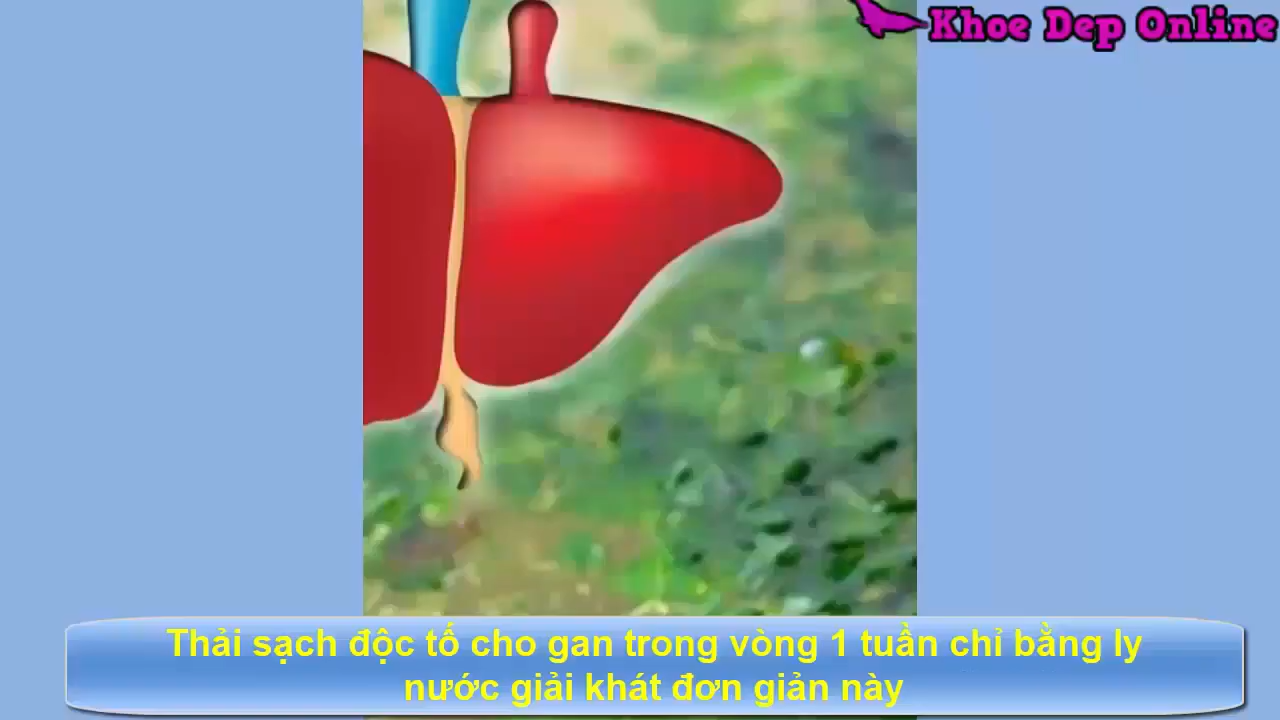 Khoe Dep Online
Thải sạch độc tố cho gan trong vòng 1 tuần chỉ bằng ly
nước giải khát đơn giản này